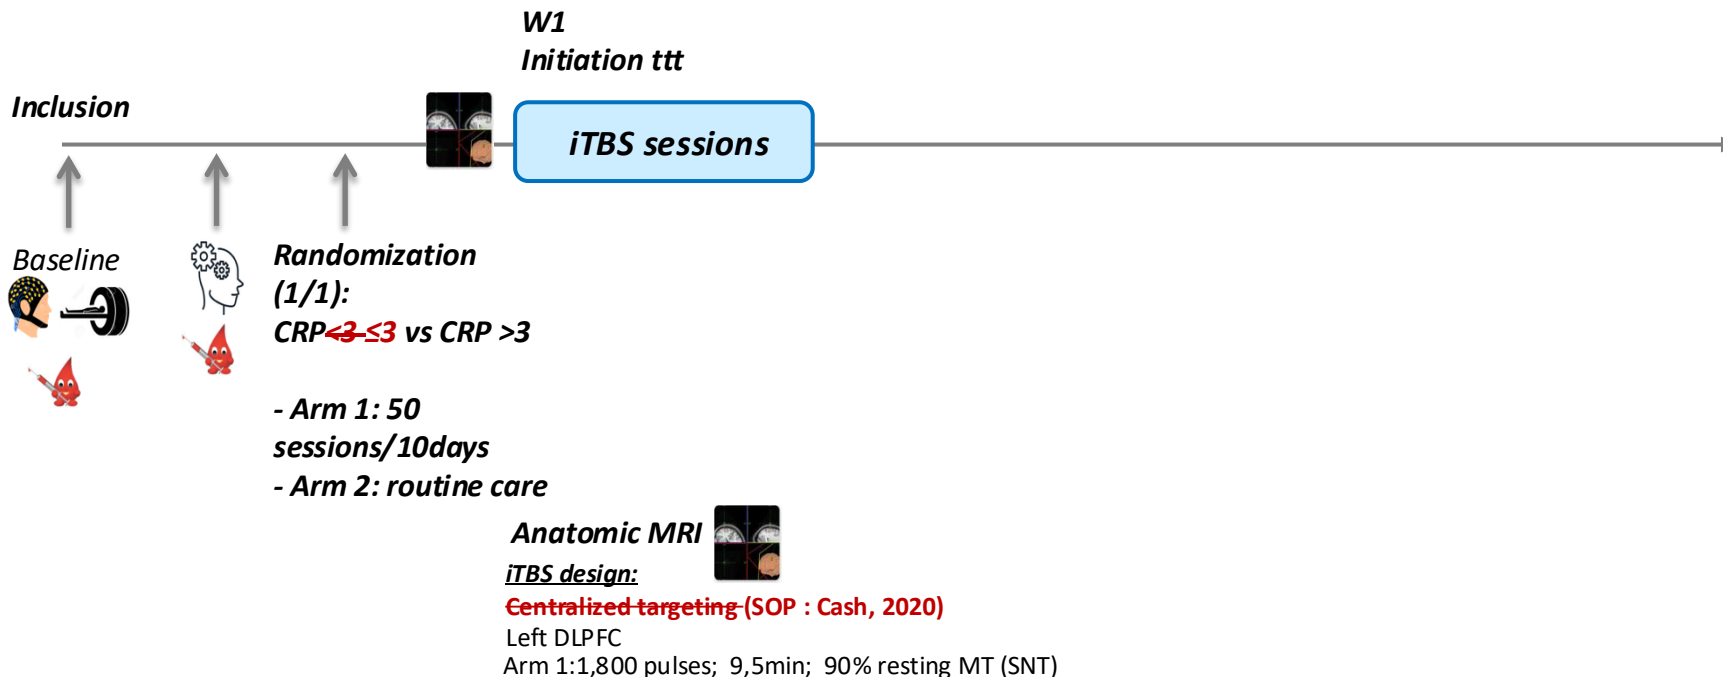 W1
Initiation ttt
Inclusion
iTBS sessions
Baseline
Randomization
(1/1):
CRP<3 ≤3 vs CRP >3
- Arm 1: 50
sessions/10days
- Arm 2: routine care
Anatomic MRI
iTBS design:
Centralized targeting (SOP : Cash, 2020)
Left DLPFC
Arm 1:1,800 pulses; 9,5min; 90% resting MT (SNT)